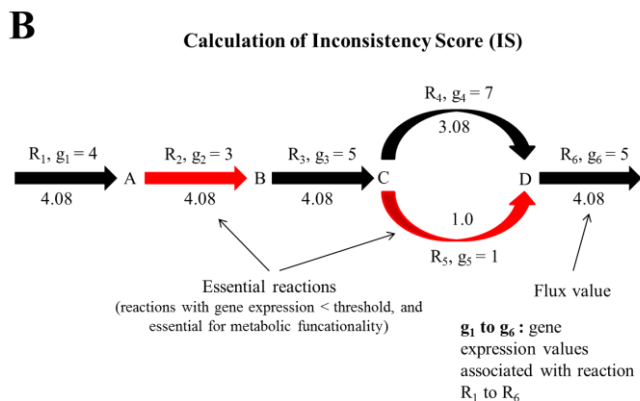 B
Calculation of Inconsistency Score (IS)
R₄, g₄ = 7
3.08
R₁, g₁ = 4
R₂, g₂ = 3
R₃, g₃ = 5
R₆, g₆ = 5
A
B
C
D
4.08
4.08
4.08
4.08
1.0
R₅, g₅ = 1
Essential reactions
(reactions with gene expression < threshold, and
essential for metabolic funcationality)
Flux value
g₁ to g₆ : gene
expression values
associated with reaction
R₁ to R₆